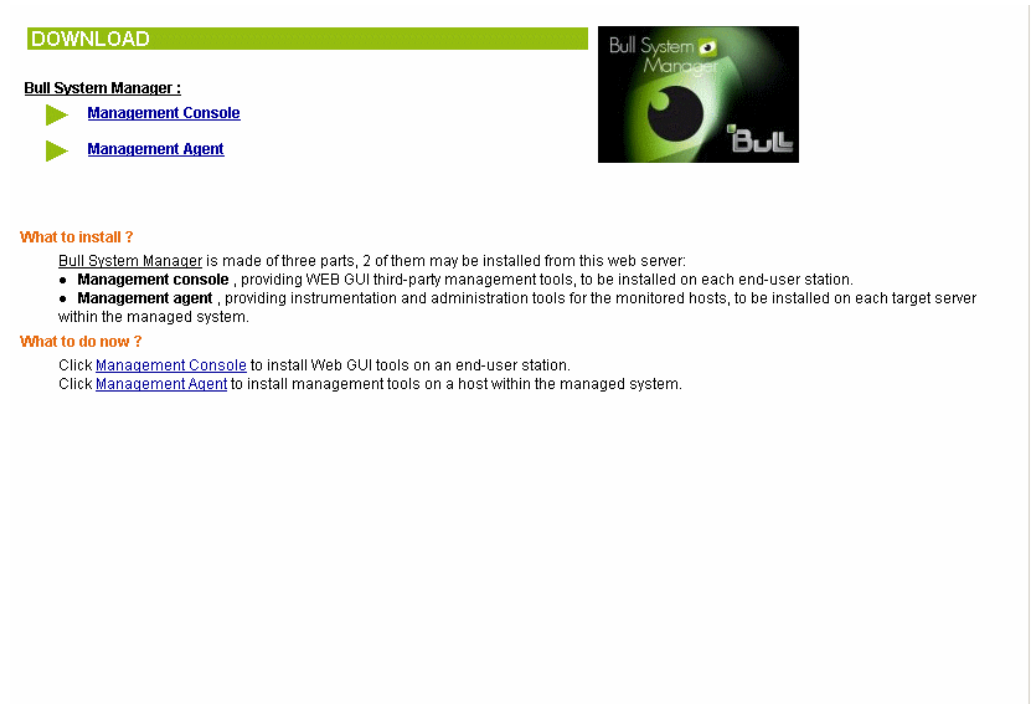 DOWNLOAD
Bull System
Manager
Bull
Bull System Manager :
Management Console
Management Agent
What to install ?
Bull System Manager is made of three parts, 2 of them may be installed from this web server:
● Management console , providing WEB GUI third-party management tools, to be installed on each end-user station.
● Management agent , providing instrumentation and administration tools for the monitored hosts, to be installed on each target server
within the managed system.
What to do now ?
Click Management Console to install Web GUI tools on an end-user station.
Click Management Agent to install management tools on a host within the managed system.